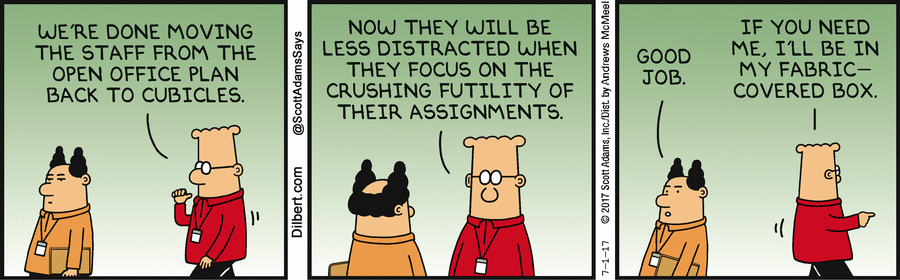 WE'RE DONE MOVING
THE STAFF FROM THE
OPEN OFFICE PLAN
BACK TO CUBICLES.
Dilbert.com @ScottAdamsSays
NOW THEY WILL BE
LESS DISTRACTED WHEN
THEY FOCUS ON THE
CRUSHING FUTILITY OF
THEIR ASSIGNMENTS.
7-1-17 © 2017 Scott Adams, Inc./Dist. by Andrews McMeel
GOOD
JOB.
IF YOU NEED
ME, I'LL BE IN
MY FABRIC—
COVERED BOX.